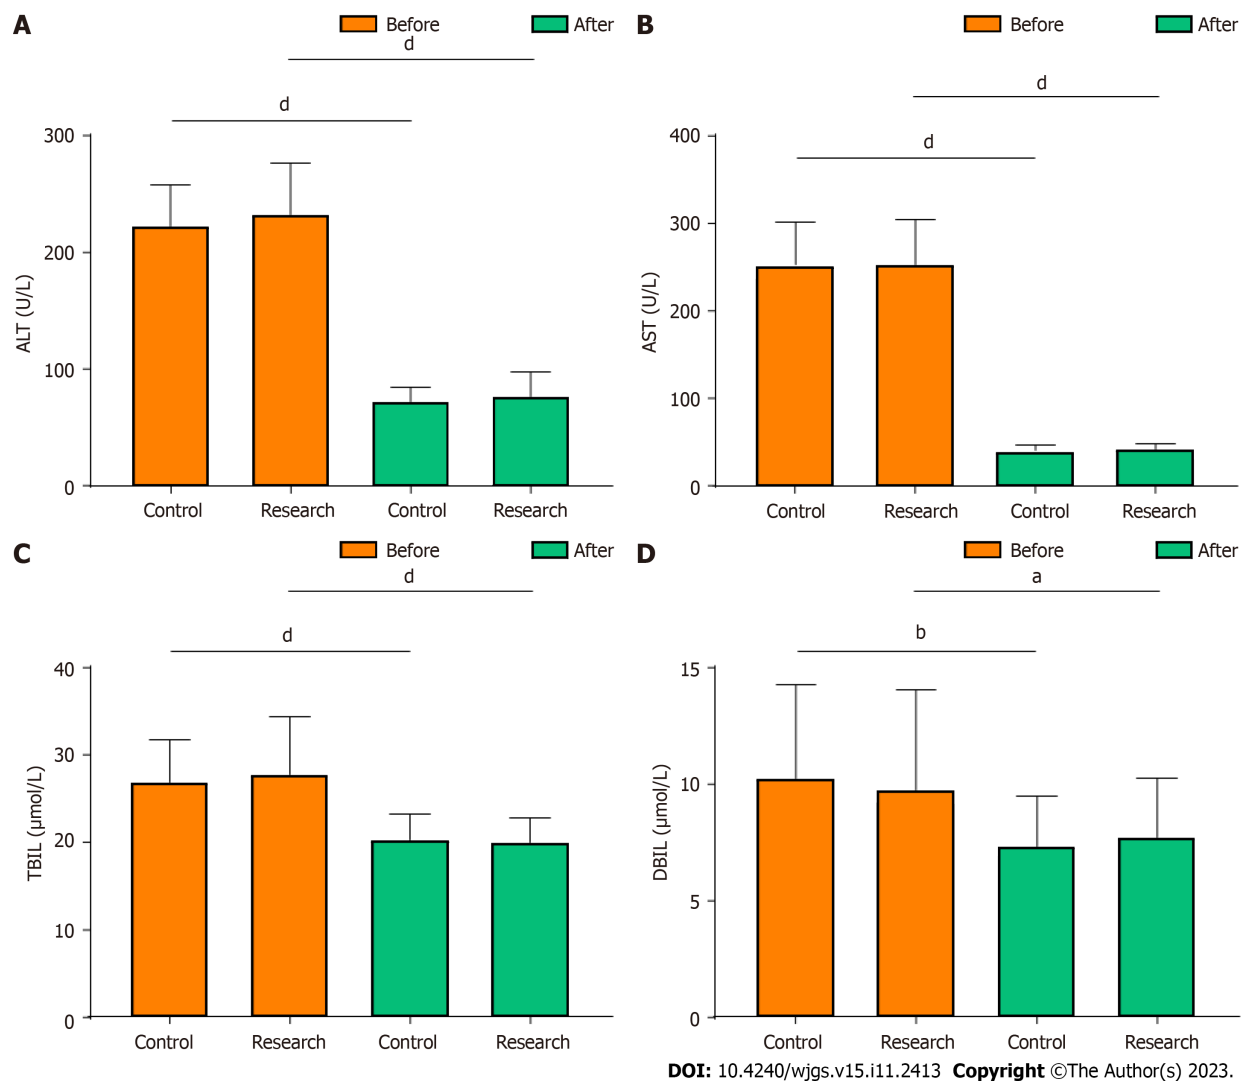 A
Before After
d
d
300
200
100
0
ALT (U/L)
Control Research Control Research
B
Before After
d
d
400
300
200
100
0
AST (U/L)
Control Research Control Research
C
Before After
d
d
40
30
20
10
0
TBIL (μmol/L)
Control Research Control Research
D
Before After
a
b
15
10
5
0
DBIL (μmol/L)
Control Research Control Research
DOI: 10.4240/wjgs.v15.i11.2413 Copyright ©The Author(s) 2023.